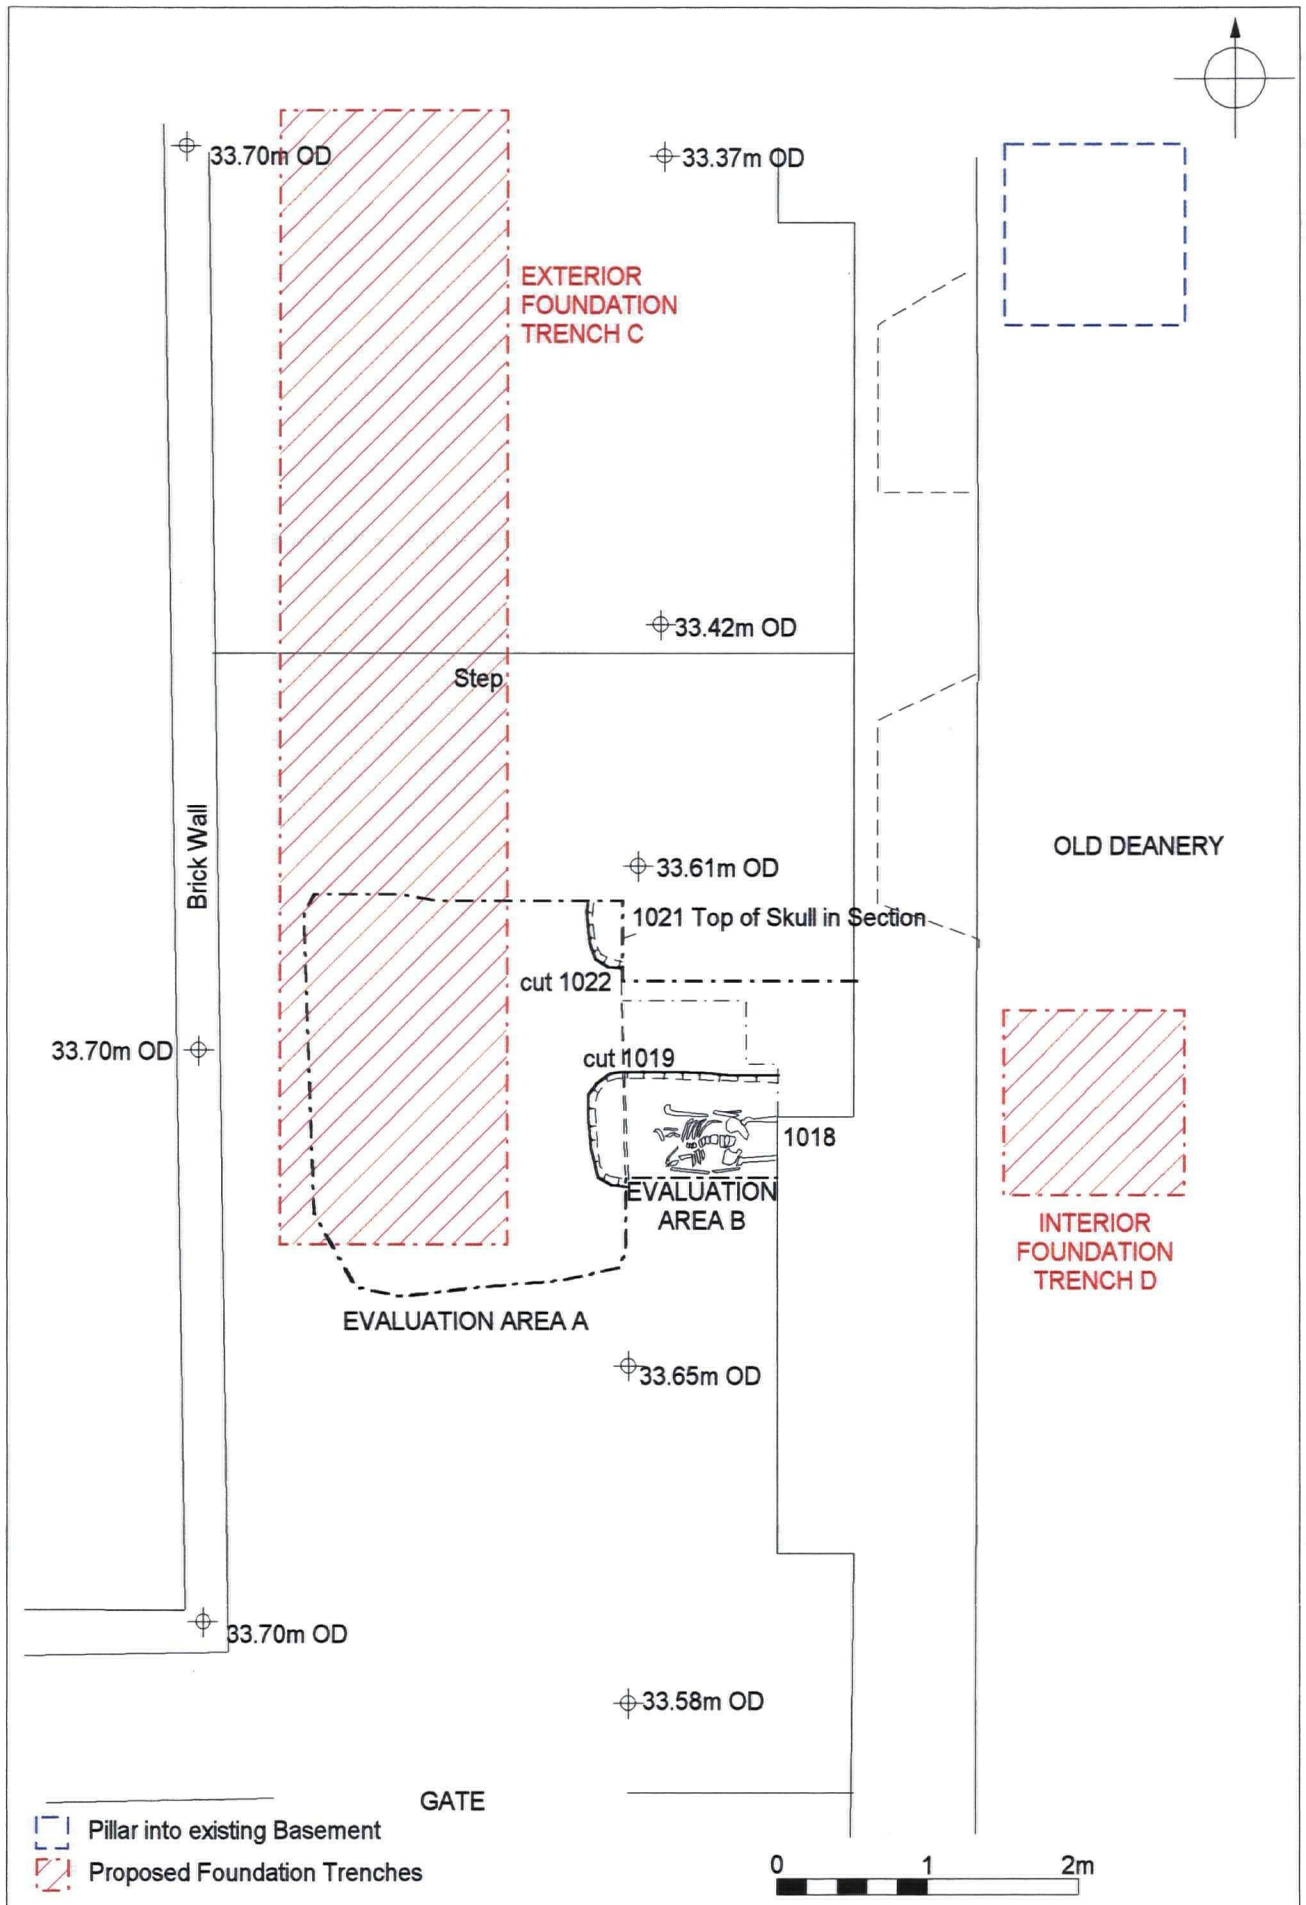 33.70m OD
33.37m OD
EXTERIOR
FOUNDATION
TRENCH C
33.42m OD
Step
Brick Wall
OLD DEANERY
33.61m OD
1021 Top of Skull in Section
cut 1022
33.70m OD
cut 1019
1018
EVALUATION
AREA B
INTERIOR
FOUNDATION
TRENCH D
EVALUATION AREA A
33.65m OD
33.70m OD
33.58m OD
GATE
Pillar into existing Basement
Proposed Foundation Trenches
0 1 2m